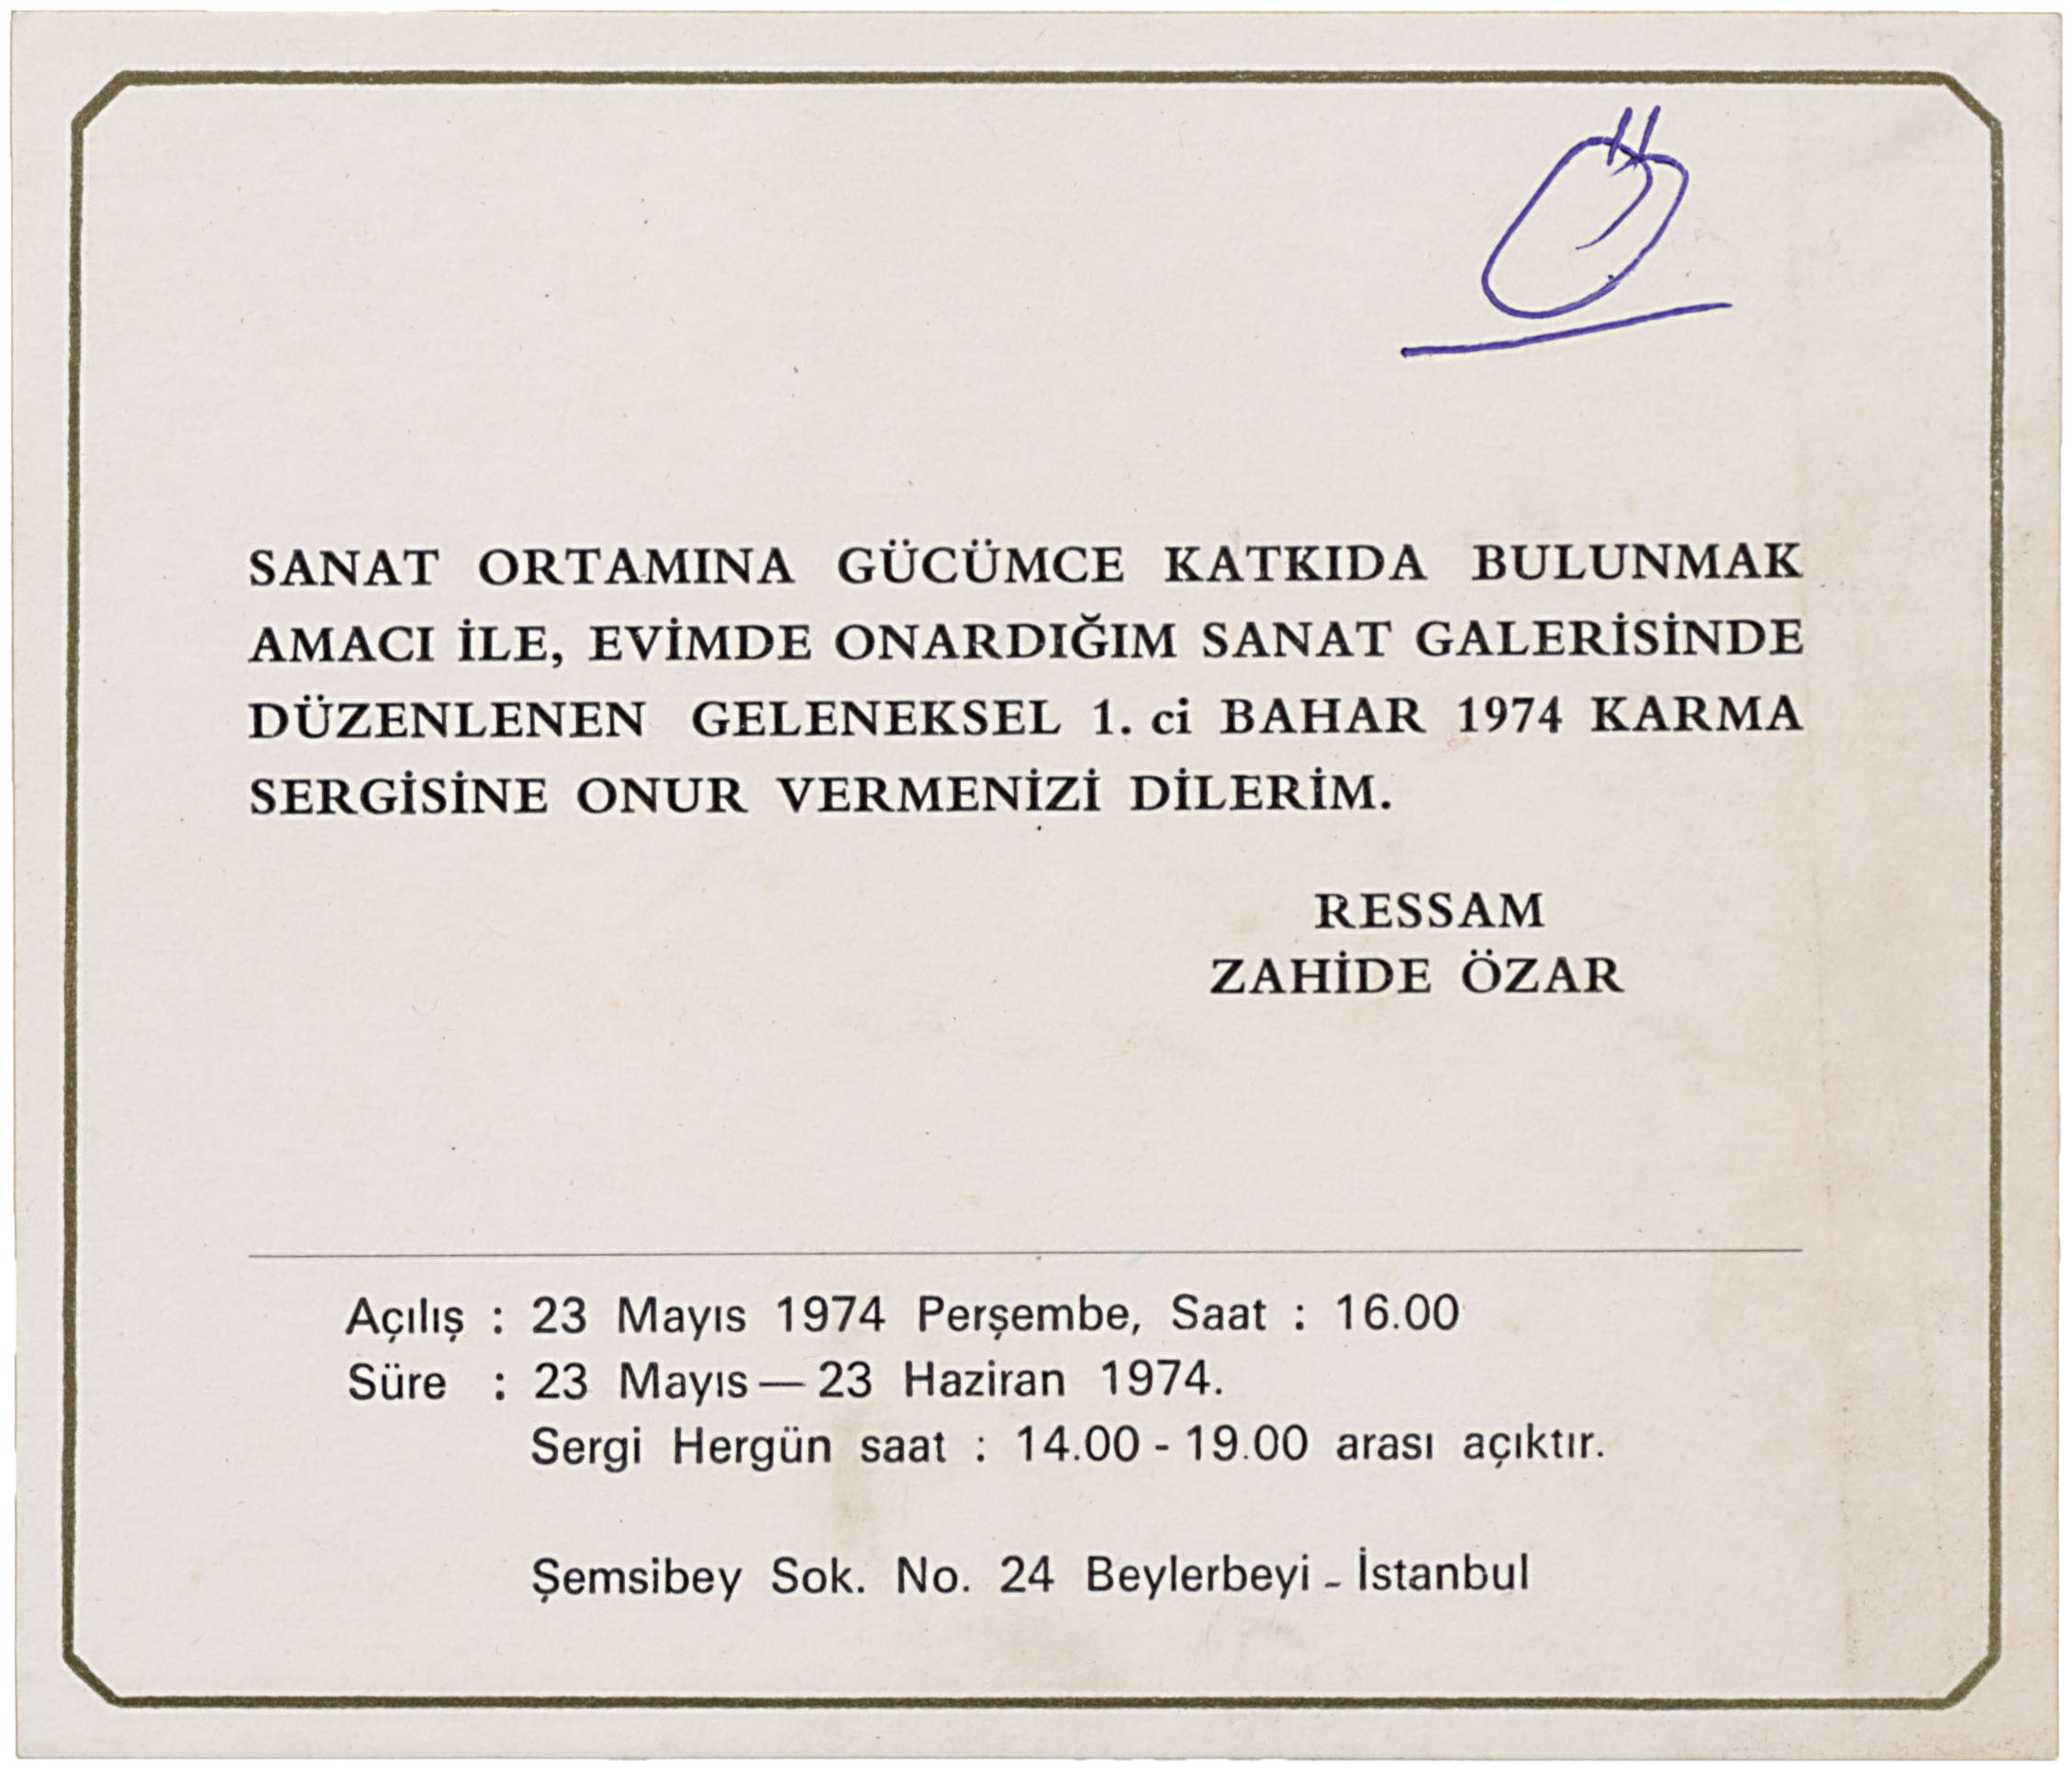 Ö
SANAT ORTAMINA GÜCÜMCE KATKIDA BULUNMAK
AMACI İLE, EVİMDE ONARDIĞIM SANAT GALERİSİNDE
DÜZENLENEN GELENEKSEL 1. ci BAHAR 1974 KARMA
SERGİSİNE ONUR VERMENİZİ DİLERİM.
RESSAM
ZAHİDE ÖZAR
Açılış : 23 Mayıs 1974 Perşembe, Saat : 16.00
Süre : 23 Mayıs — 23 Haziran 1974.
Sergi Hergün saat : 14.00 - 19.00 arası açıktır.
Şemsibey Sok. No. 24 Beylerbeyi - İstanbul